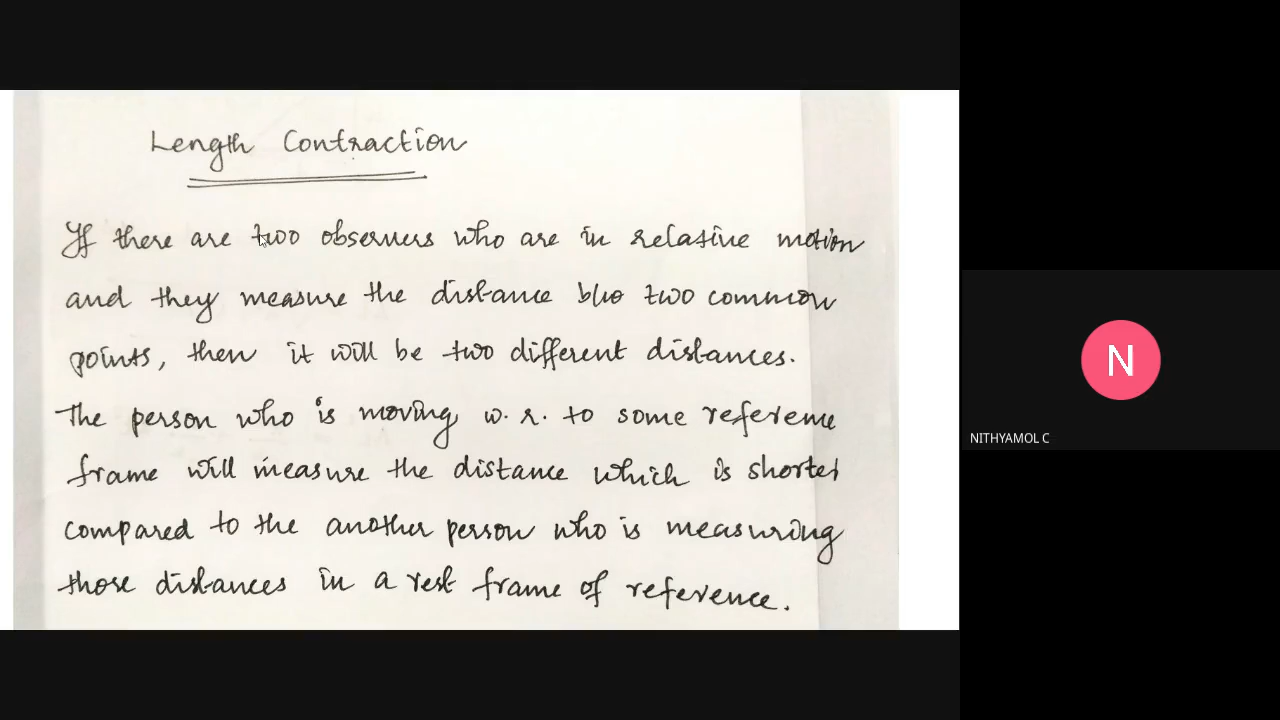 Length Contraction
If there are two observers who are in relative motion
and they measure the distance b/w two common
points, then it will be two different distances.
The person who is moving w.r. to some reference
frame will measure the distance which is shorter
compared to the another person who is measuring
those distances in a rest frame of reference.
N
NITHYAMOL C